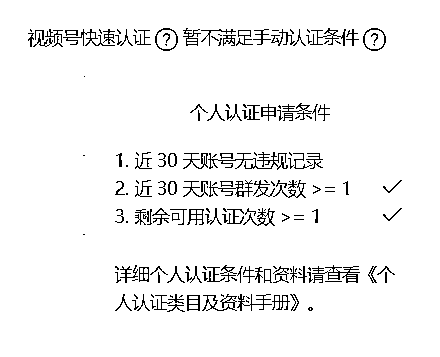 视频号快速认证？暂不满足手动认证条件？
个人认证申请条件
1. 近 30 天账号无违规记录
2. 近 30 天账号群发次数 >= 1 ✓
3. 剩余可用认证次数 >= 1 ✓
详细个人认证条件和资料请查看《个
人认证类目及资料手册》。